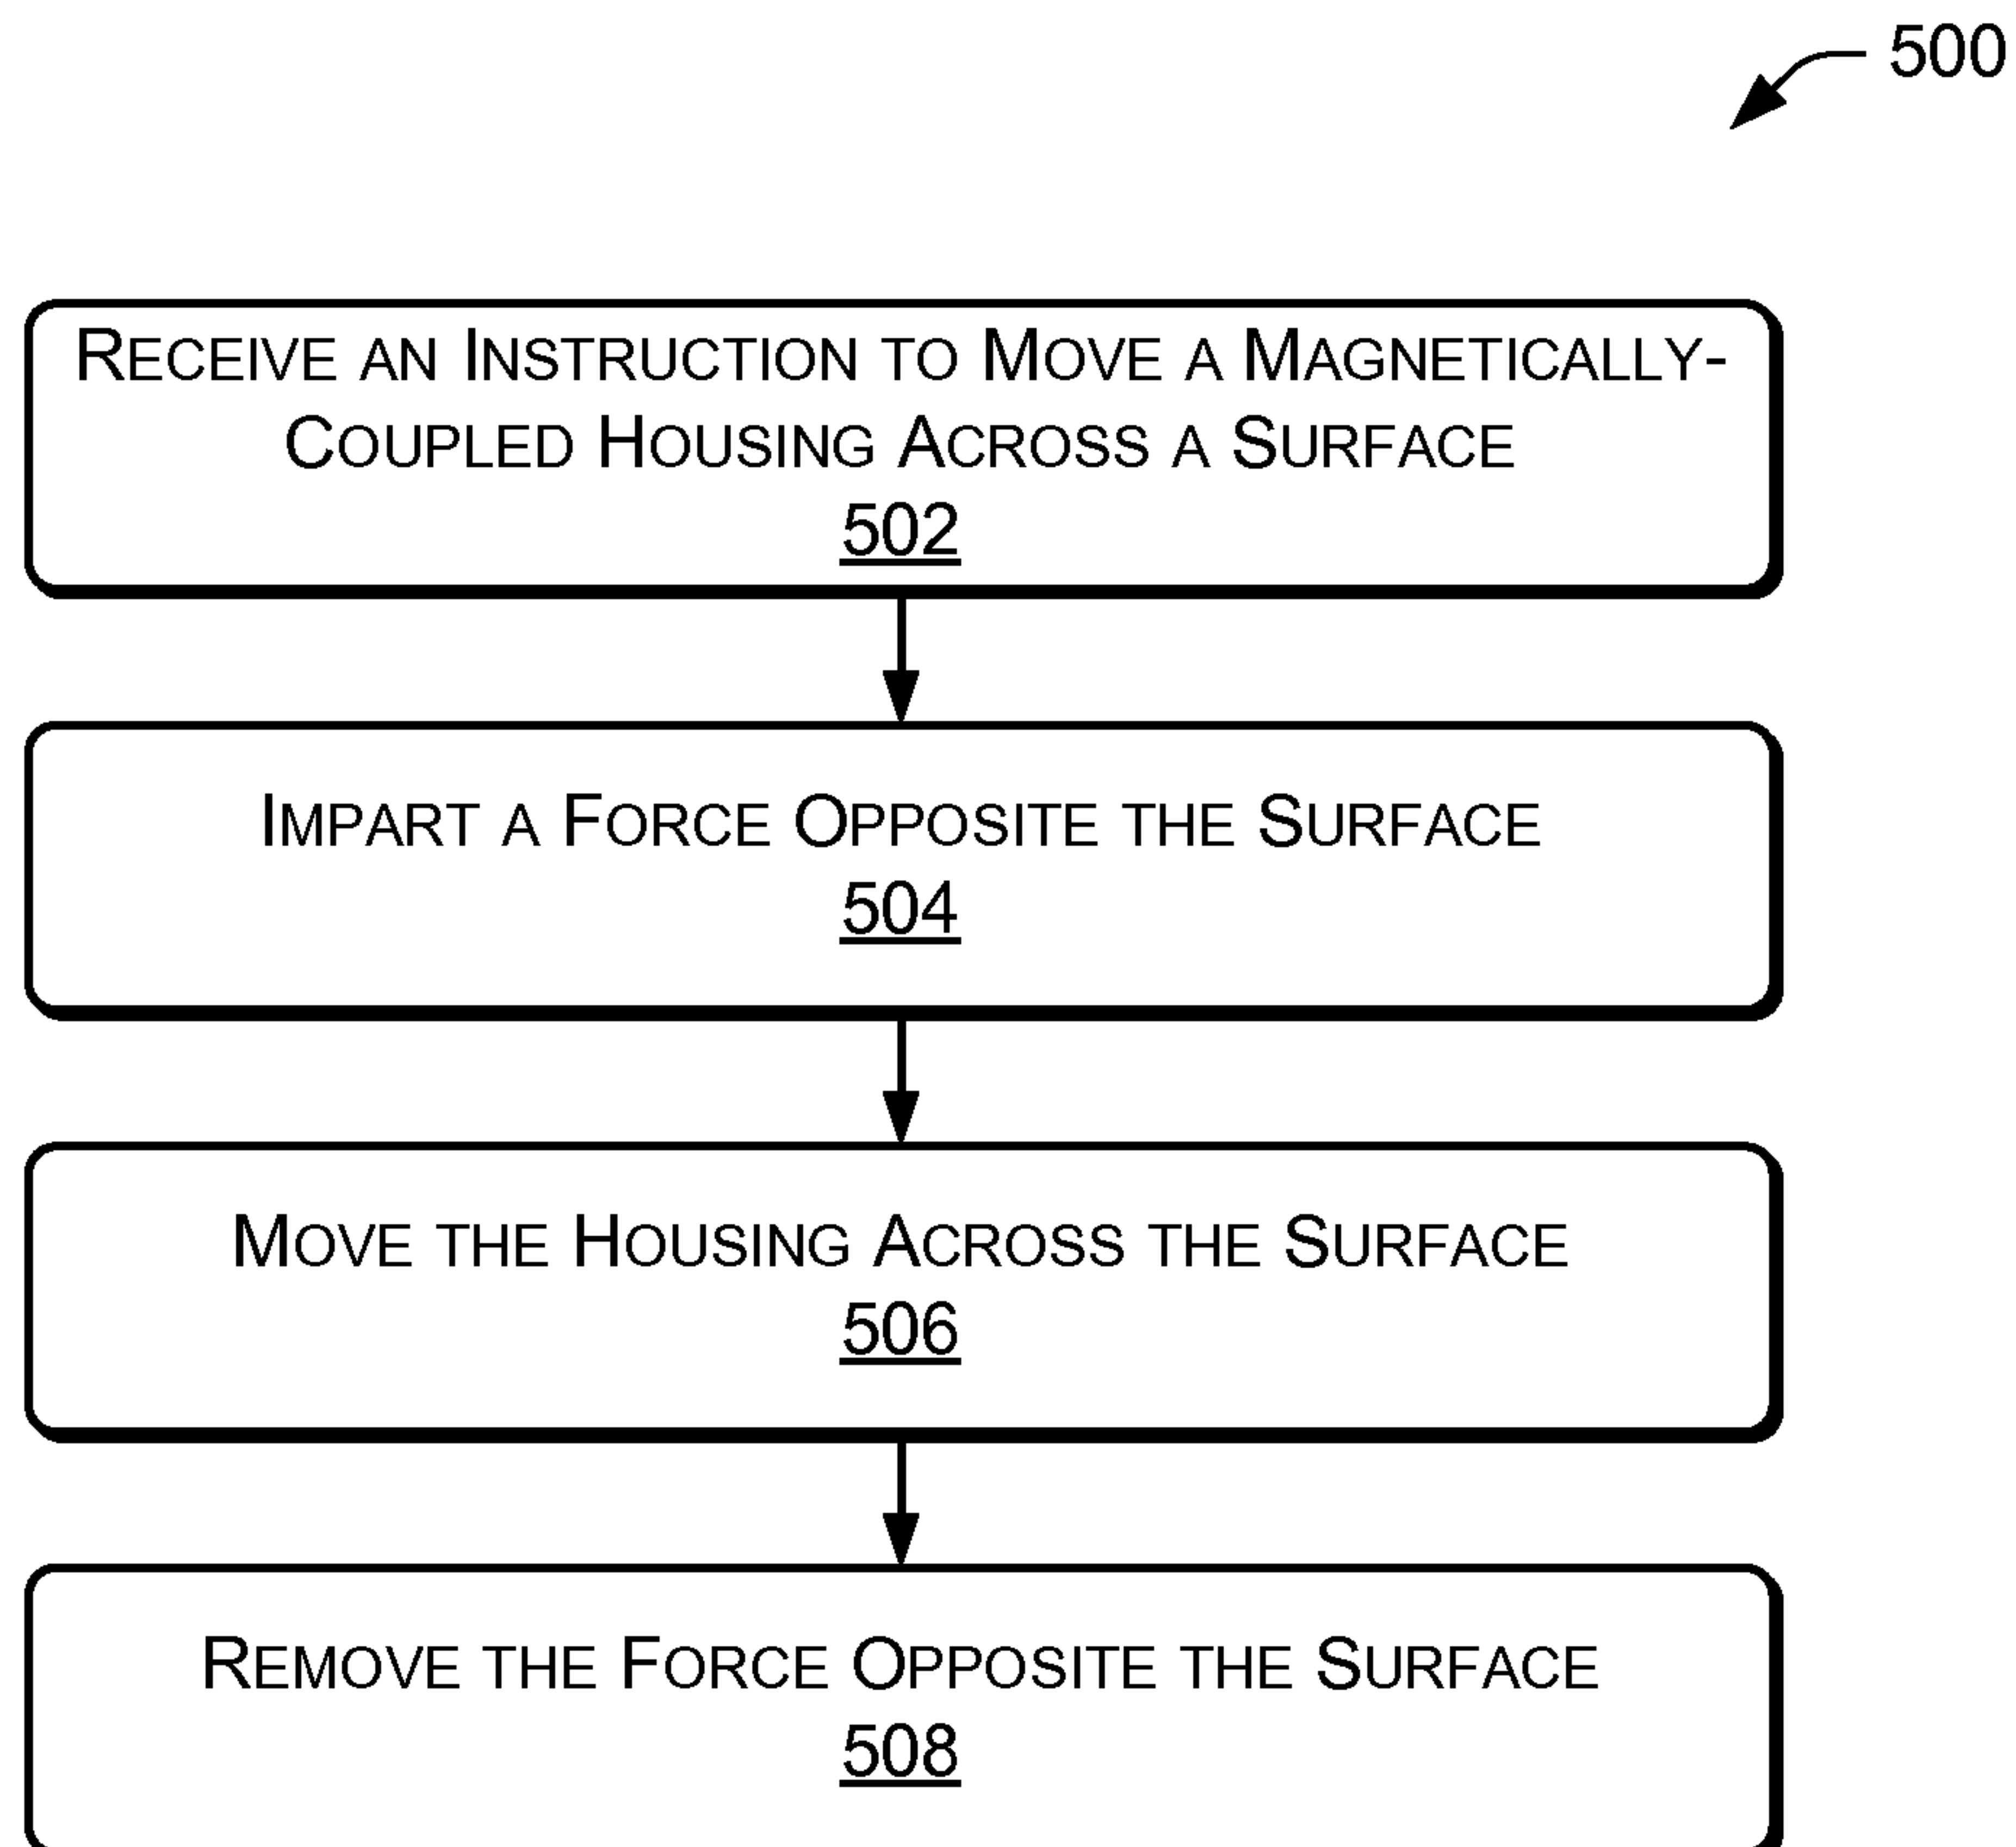 500
Receive an Instruction to Move a Magnetically-
Coupled Housing Across a Surface
502
Impart a Force Opposite the Surface
504
Move the Housing Across the Surface
506
Remove the Force Opposite the Surface
508